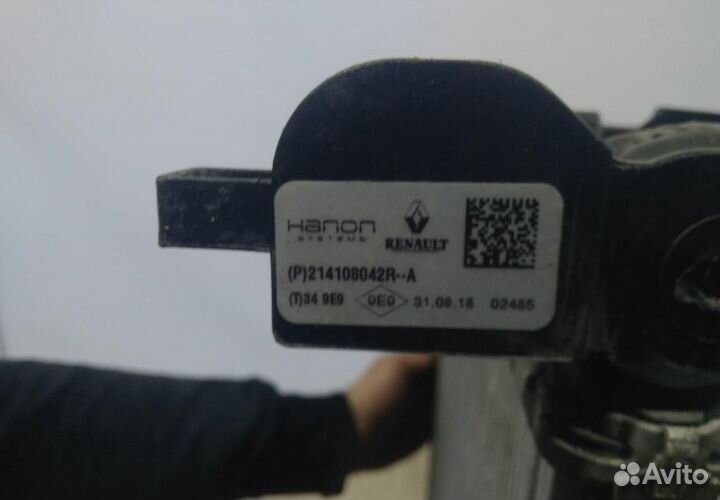 Hanon
SYSTEMS
RENAULT
(P)214108042R--A
(T)34 9E9 9E9 31.08.18 02485
Avito